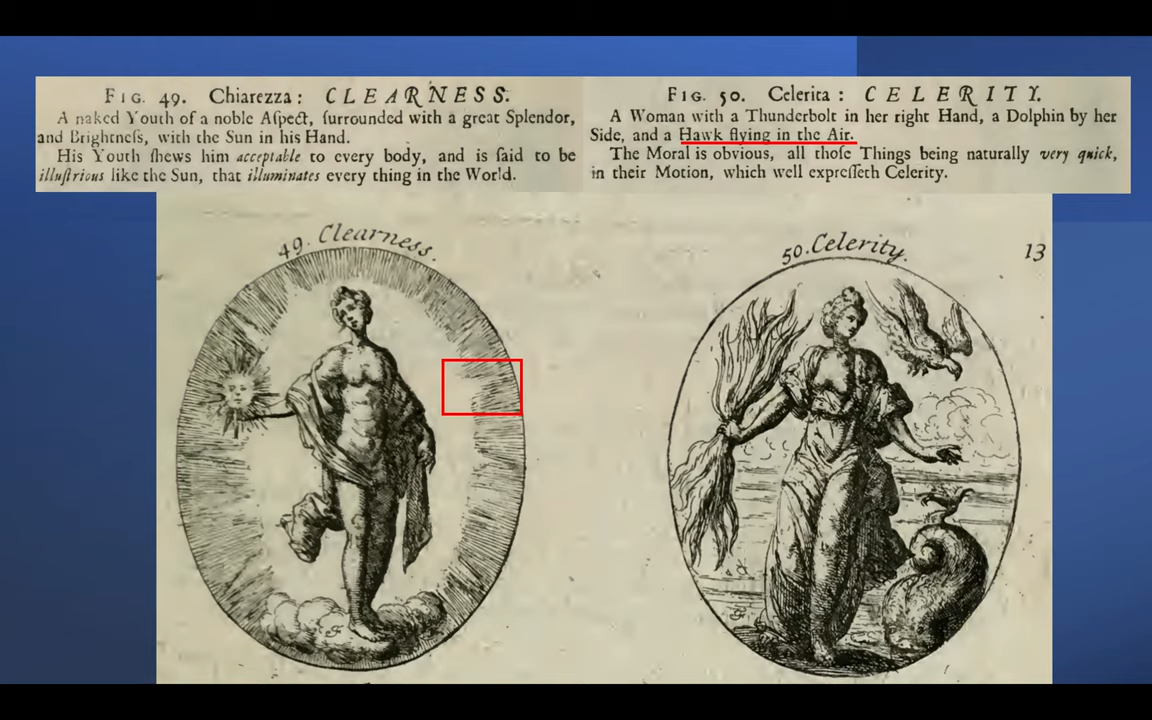 FIG. 49. Chiarezza: CLEARNESS.
A naked Youth of a noble Aſpect, ſurrounded with a great Splendor,
and Brightneſs, with the Sun in his Hand.
His Youth ſhews him acceptable to every body, and is ſaid to be
illuſtrious like the Sun, that illuminates every thing in the World.
FIG. 50. Celerita: CELERITY.
A Woman with a Thunderbolt in her right Hand, a Dolphin by her
Side, and a Hawk flying in the Air.
The Moral is obvious, all thoſe Things being naturally very quick,
in their Motion, which well expreſſeth Celerity.
49. Clearness.
50. Celerity.
13